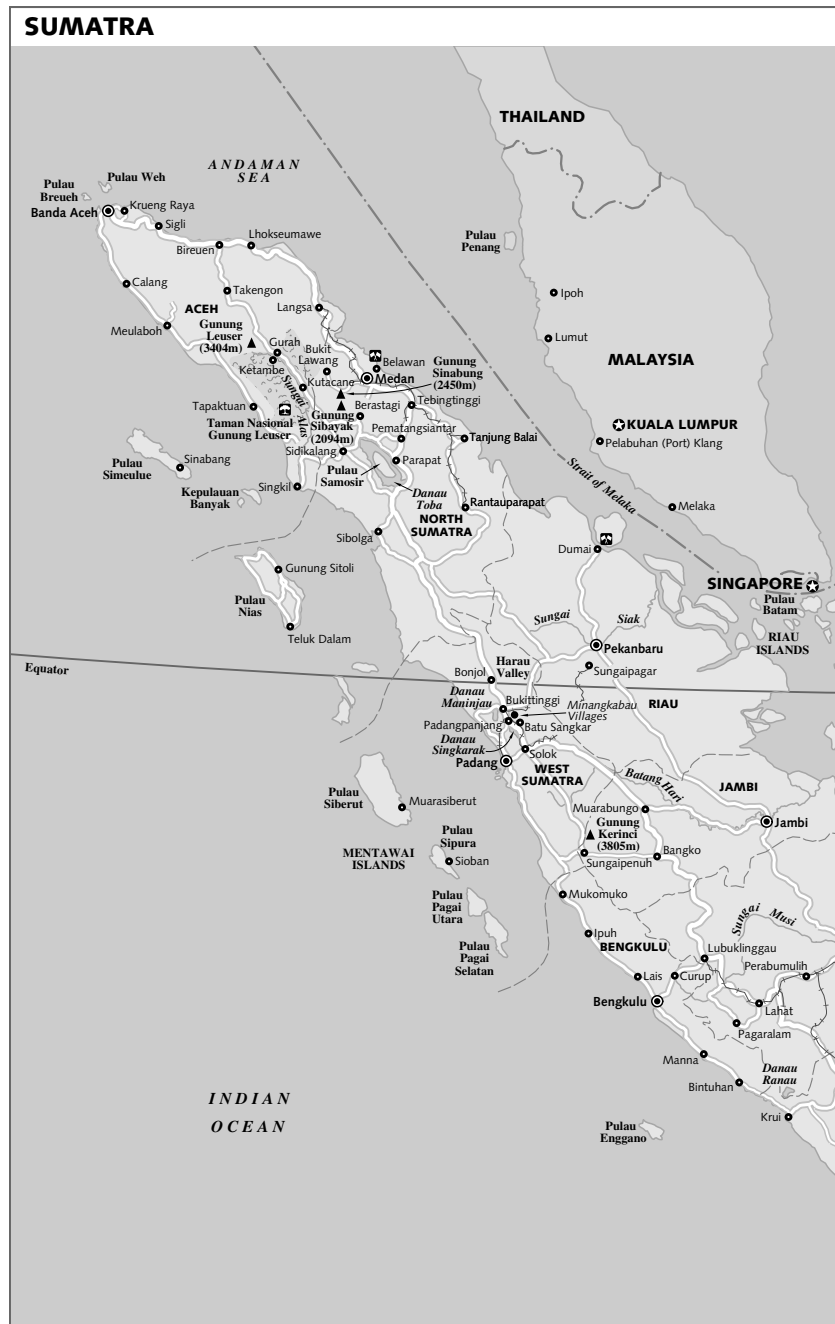 SUMATRA
THAILAND
ANDAMAN
SEA
Pulau Weh
Pulau
Breueh
Banda Aceh
Krueng Raya
Sigli
Lhokseumawe
Bireuen
Pulau
Penang
Calang
Takengon
Ipoh
ACEH
Langsa
Meulaboh
Gunung
Leuser
(3404m)
Gurah
Ketambe
Bukit
Lawang
Belawan
Gunung
Sinabung
(2450m)
Lumut
MALAYSIA
Medan
Kutacane
Sungai Alas
Tapaktuan
Taman Nasional
Gunung Leuser
Gunung
Sibayak
(2094m)
Berastagi
Tebingtinggi
Pematangsiantar
KUALA LUMPUR
Pelabuhan (Port) Klang
Tanjung Balai
Sidikalang
Pulau
Simeulue
Sinabang
Parapat
Pulau
Samosir
Strait of Melaka
Kepulauan
Banyak
Singkil
Danau
Toba
Rantauparapat
Melaka
NORTH
SUMATRA
Sibolga
Dumai
Gunung Sitoli
SINGAPORE
Pulau
Nias
Pulau
Batam
Teluk Dalam
Sungai Siak
RIAU
ISLANDS
Pekanbaru
Equator
Bonjol
Harau
Valley
Sungaipagar
Danau
Maninjau
Bukittinggi
Minangkabau
Villages
RIAU
Padangpanjang
Batu Sangkar
Danau
Singkarak
Solok
Padang
WEST
SUMATRA
Batang Hari
JAMBI
Pulau
Siberut
Muarasiberut
Muarabungo
Jambi
Gunung
Kerinci
(3805m)
Pulau
Sipura
MENTAWAI
ISLANDS
Sioban
Sungaipenuh
Bangko
Pulau
Pagai
Utara
Mukomuko
Sungai Musi
Ipuh
BENGKULU
Pulau
Pagai
Selatan
Lubuklinggau
Perabumulih
Lais
Curup
Bengkulu
Lahat
Pagaralam
Manna
Danau
Ranau
Bintuhan
INDIAN
OCEAN
Krui
Pulau
Enggano